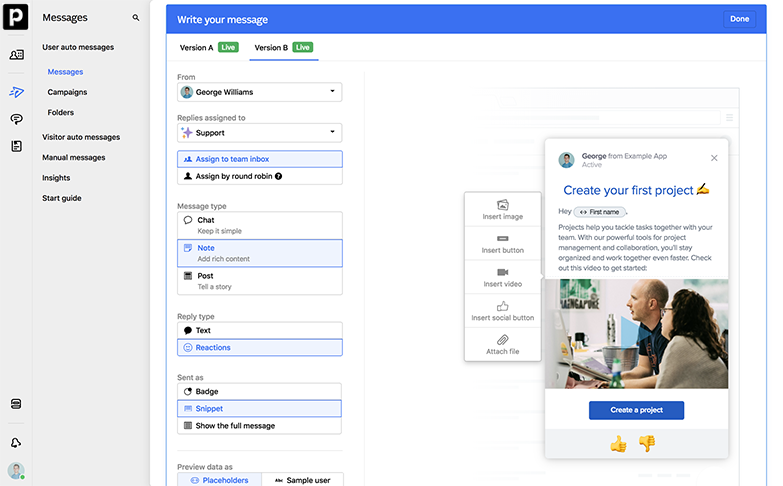 Messages
User auto messages
Messages
Campaigns
Folders
Visitor auto messages
Manual messages
Insights
Start guide
Write your message
Done
Version A Live
Version B Live
From
George Williams
Replies assigned to
Support
Assign to team inbox
Assign by round robin ?
Message type
Chat
Keep it simple
Note
Add rich content
Post
Tell a story
Reply type
Text
Reactions
Sent as
Badge
Snippet
Show the full message
Preview data as
Placeholders
Abc Sample user
Insert image
Insert button
Insert video
Insert social button
Attach file
George from Example App
Active
Create your first project
Hey First name ,
Projects help you tackle tasks together with your
team. With our powerful tools for project
management and collaboration, you'll stay
organized and work together even faster. Check
out this video to get started:
Create a project